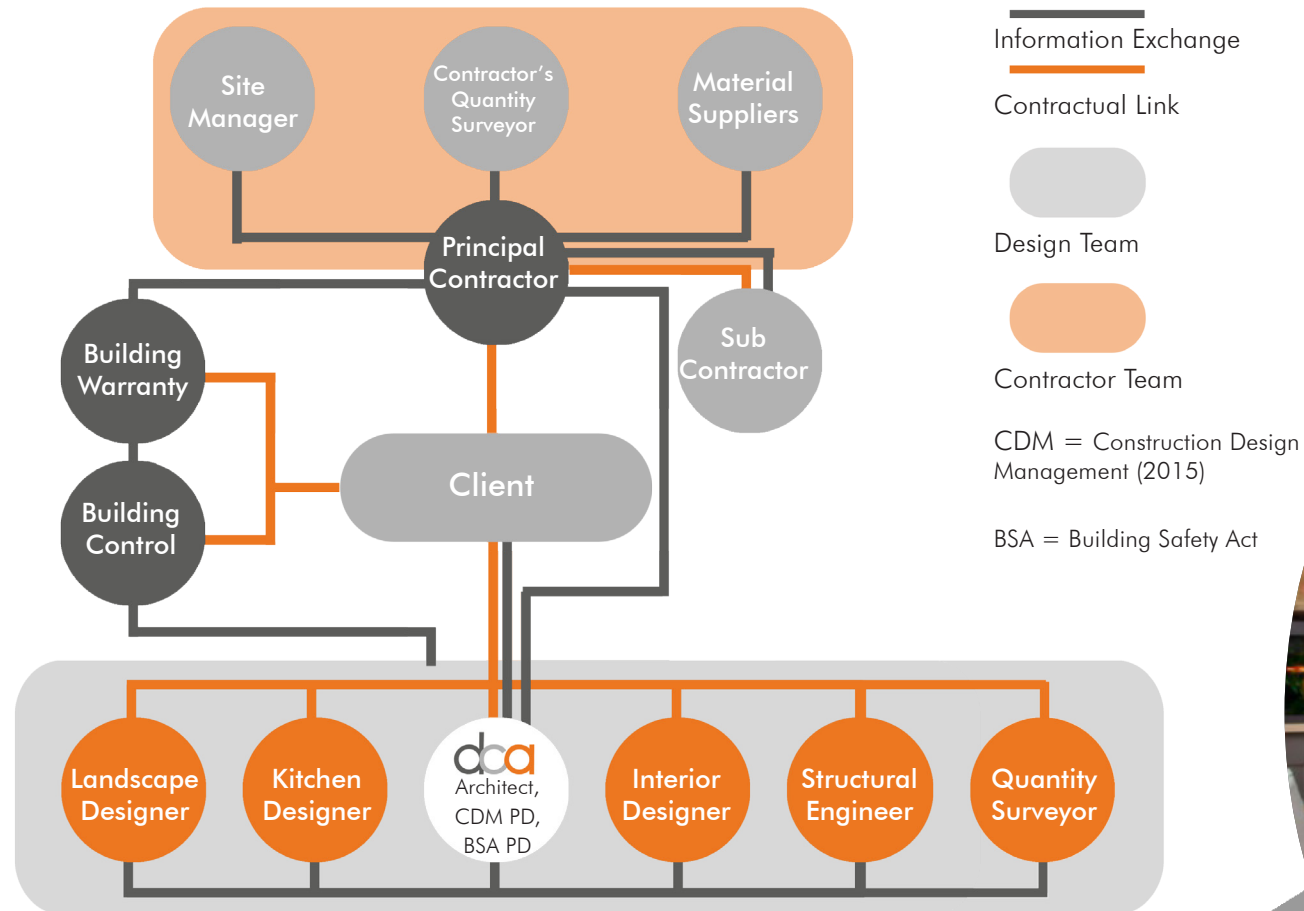 Site
Manager
Contractor's
Quantity
Surveyor
Material
Suppliers
Principal
Contractor
Building
Warranty
Sub
Contractor
Client
Building
Control
Landscape
Designer
Kitchen
Designer
dca
Architect,
CDM PD,
BSA PD
Interior
Designer
Structural
Engineer
Quantity
Surveyor
Information Exchange
Contractual Link
Design Team
Contractor Team
CDM = Construction Design
Management (2015)
BSA = Building Safety Act